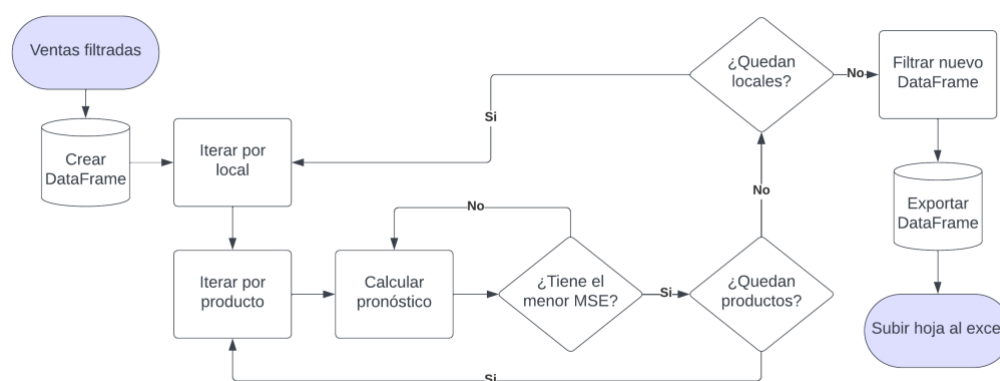 Ventas filtradas
Crear
DataFrame
Iterar por
local
Iterar por
producto
Calcular
pronóstico
No
¿Tiene el
menor MSE?
Si
¿Quedan
productos?
Si
No
¿Quedan
locales?
Si
No
Filtrar nuevo
DataFrame
Exportar
DataFrame
Subir hoja al exce